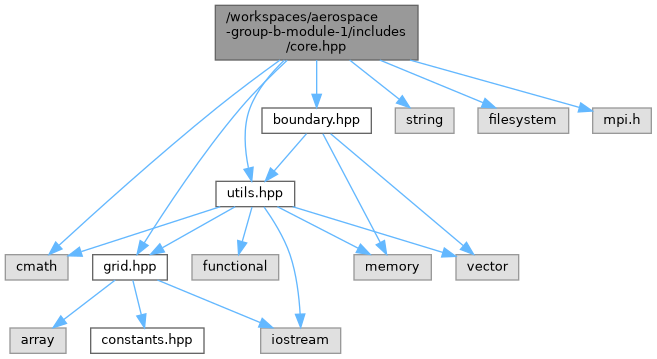 /workspaces/aerospace
-group-b-module-1/includes
/core.hpp
boundary.hpp
string
filesystem
mpi.h
utils.hpp
cmath
grid.hpp
functional
memory
vector
array
constants.hpp
iostream